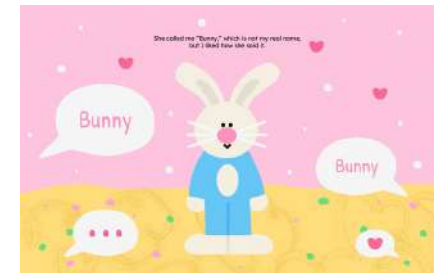 She called me "Bunny," which is not my real name,
but I liked how she said it.
Bunny
Bunny